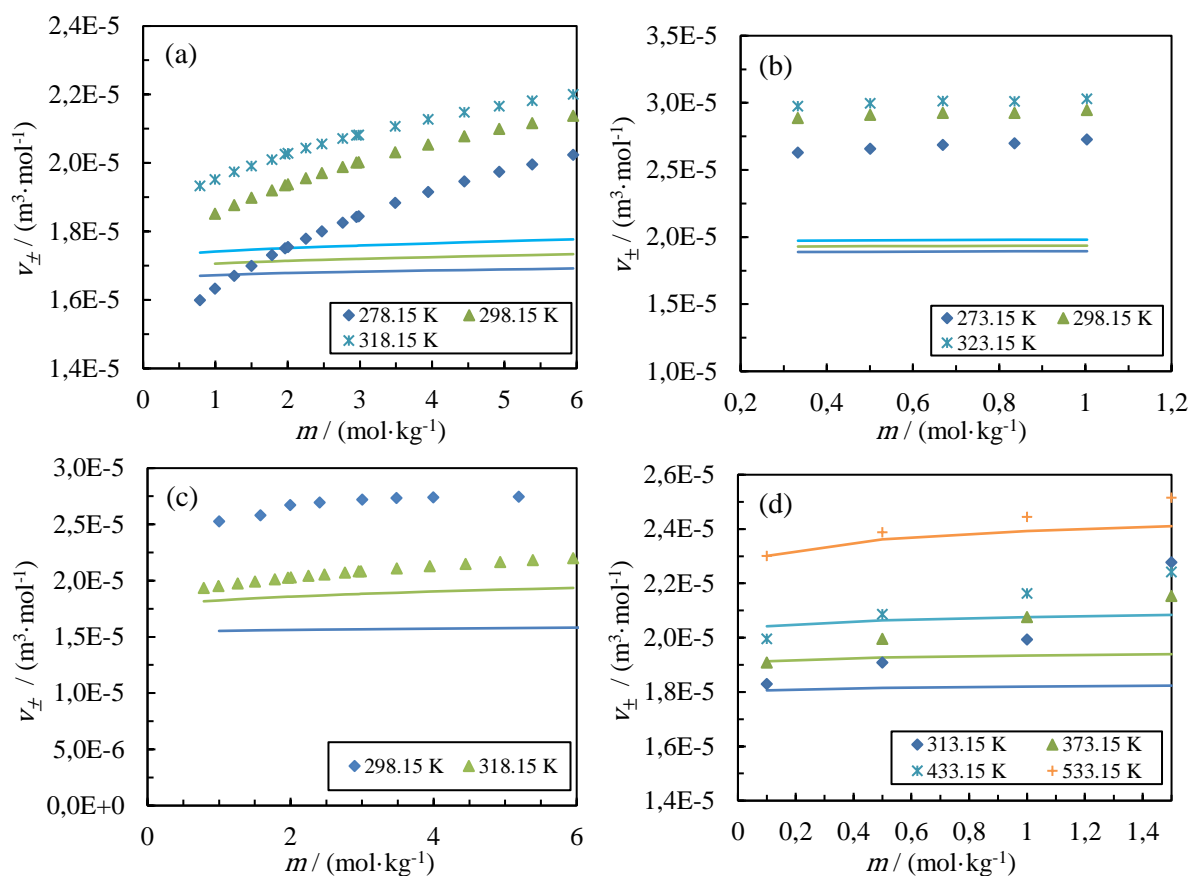 (a)
2,4E-5
2,2E-5
2,0E-5
1,8E-5
1,6E-5
1,4E-5
v± / (m³·mol⁻¹)
278.15 K 298.15 K
318.15 K
0 1 2 3 4 5 6
m / (mol·kg⁻¹)
(b)
3,5E-5
3,0E-5
2,5E-5
2,0E-5
1,5E-5
1,0E-5
v± / (m³·mol⁻¹)
273.15 K 298.15 K
323.15 K
0,2 0,4 0,6 0,8 1 1,2
m / (mol·kg⁻¹)
(c)
3,0E-5
2,5E-5
2,0E-5
1,5E-5
1,0E-5
5,0E-6
0,0E+0
v± / (m³·mol⁻¹)
298.15 K 318.15 K
0 2 4 6
m / (mol·kg⁻¹)
(d)
2,6E-5
2,4E-5
2,2E-5
2,0E-5
1,8E-5
1,6E-5
1,4E-5
v± / (m³·mol⁻¹)
313.15 K 373.15 K
433.15 K 533.15 K
0 0,2 0,4 0,6 0,8 1 1,2 1,4
m / (mol·kg⁻¹)